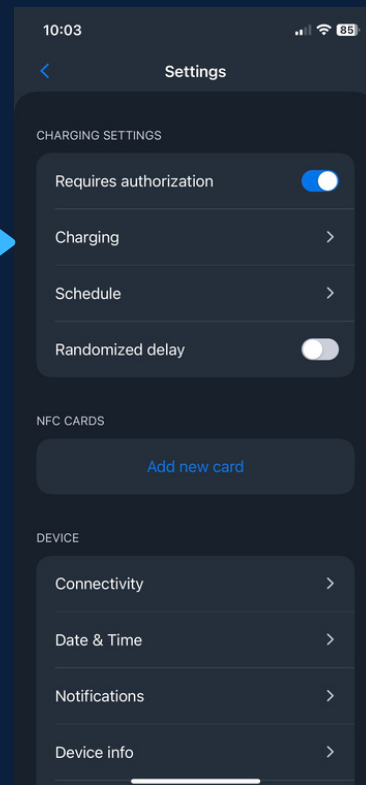 10:03
85
Settings
CHARGING SETTINGS
Requires authorization
Charging
Schedule
Randomized delay
NFC CARDS
Add new card
DEVICE
Connectivity
Date & Time
Notifications
Device info